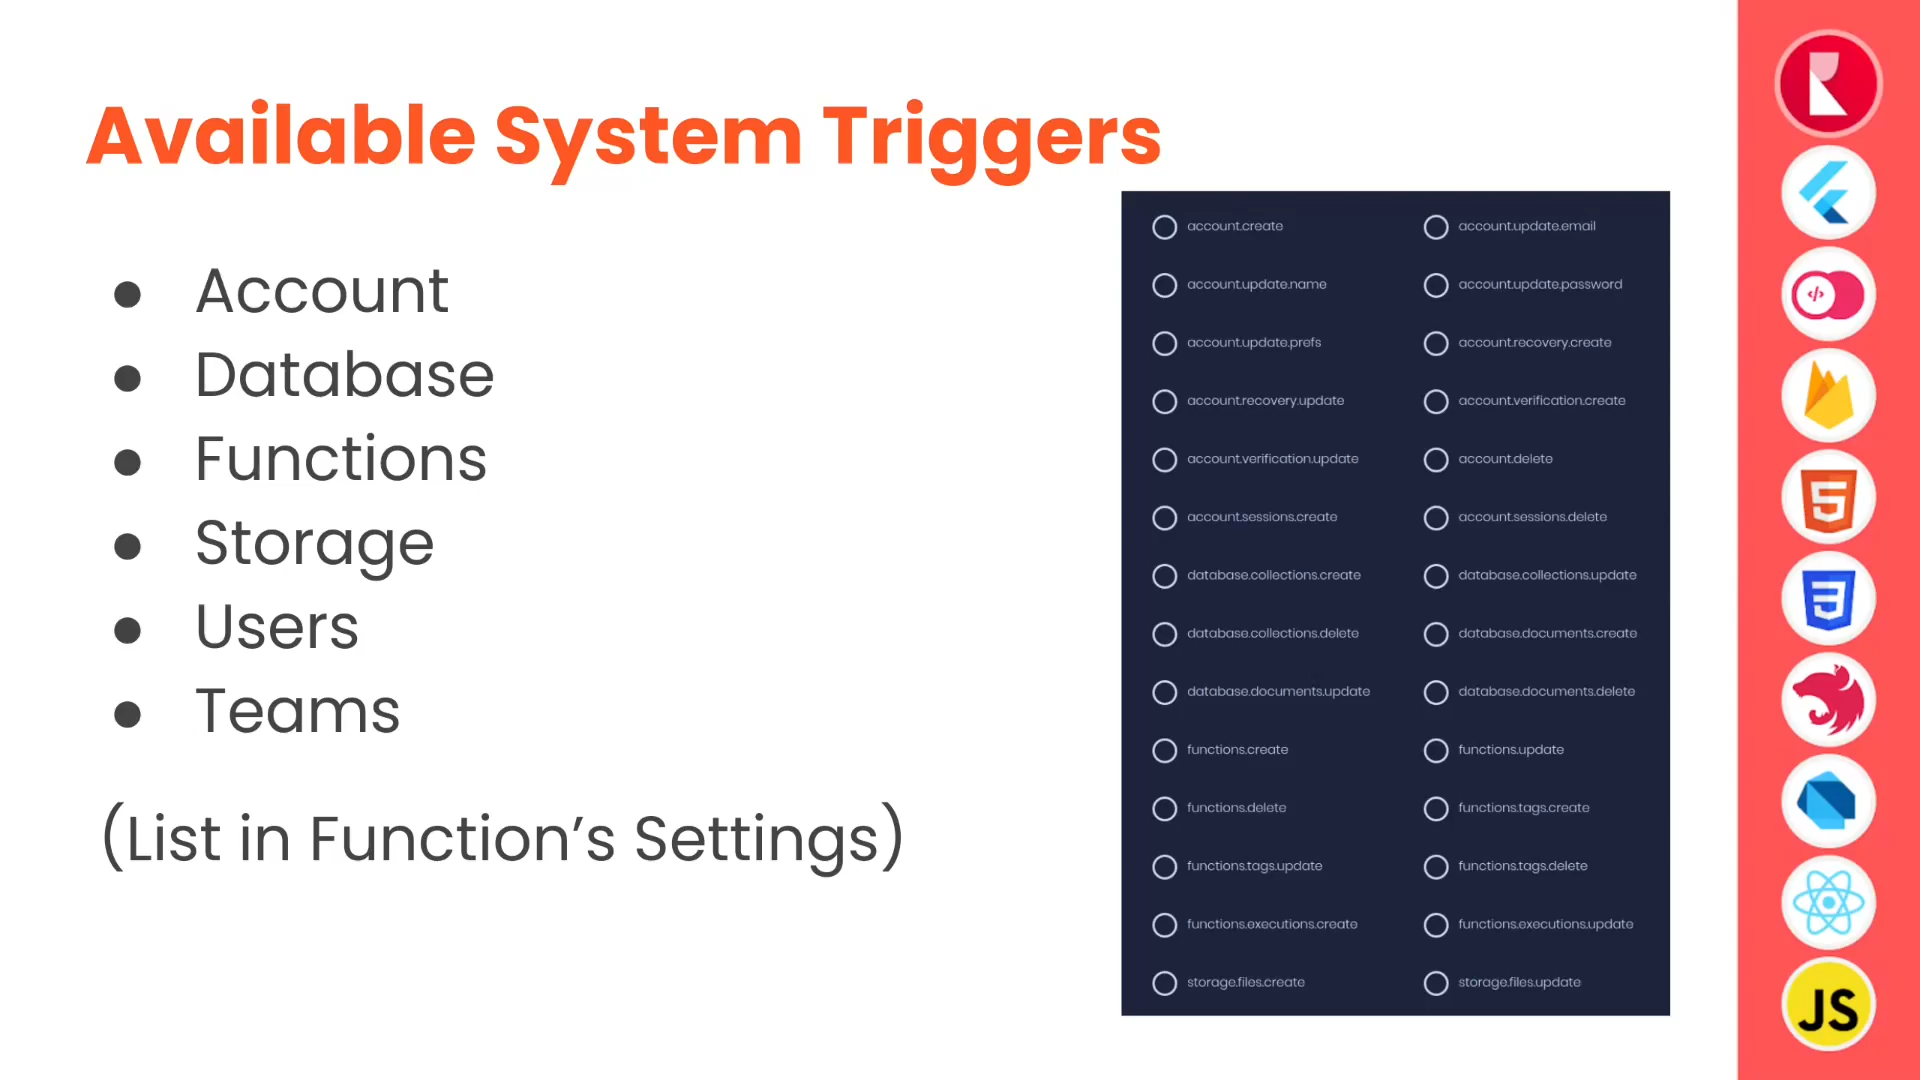 Available System Triggers
● Account
● Database
● Functions
● Storage
● Users
● Teams
(List in Function’s Settings)
account.create
account.update.email
account.update.name
account.update.password
account.update.prefs
account.recovery.create
account.recovery.update
account.verification.create
account.verification.update
account.delete
account.sessions.create
account.sessions.delete
database.collections.create
database.collections.update
database.collections.delete
database.documents.create
database.documents.update
database.documents.delete
functions.create
functions.update
functions.delete
functions.tags.create
functions.tags.update
functions.tags.delete
functions.executions.create
functions.executions.update
storage.files.create
storage.files.update
</>
5
3
JS